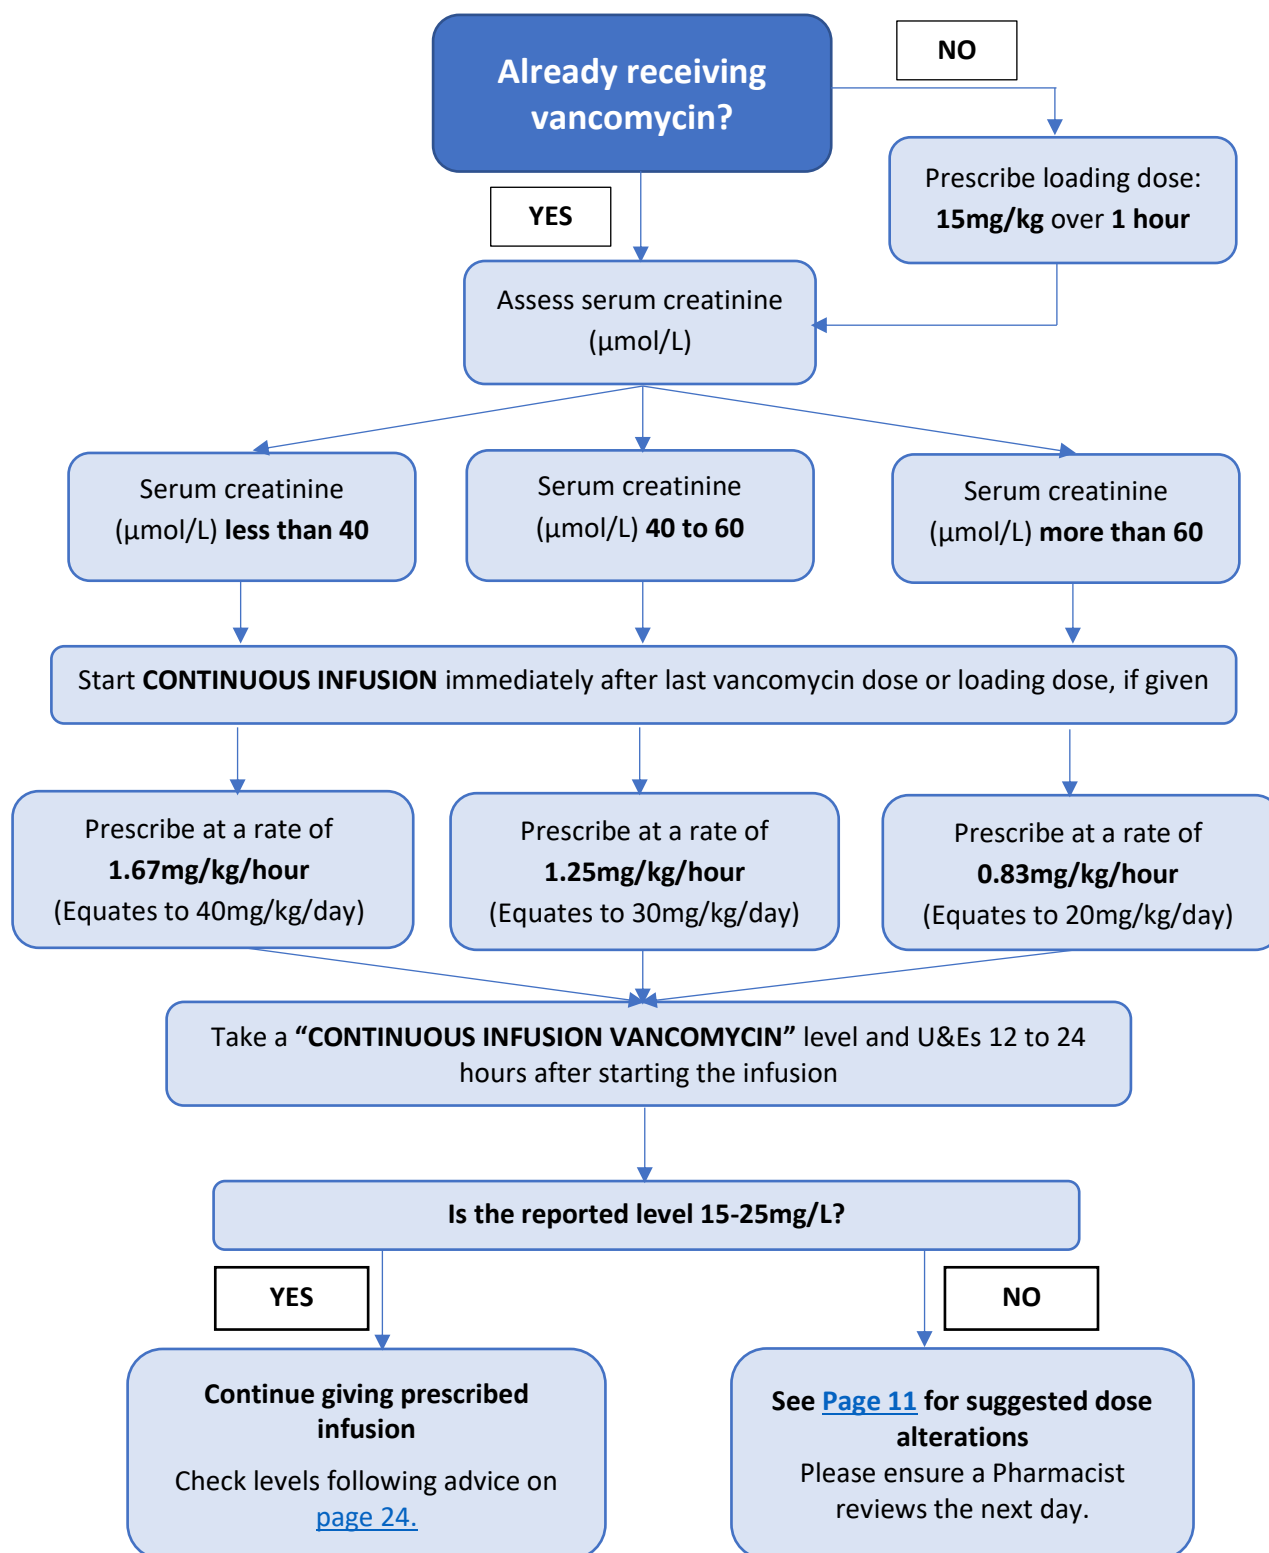 Already receiving
vancomycin?
NO
Prescribe loading dose:
15mg/kg over 1 hour
YES
Assess serum creatinine
(µmol/L)
Serum creatinine
(µmol/L) less than 40
Serum creatinine
(µmol/L) 40 to 60
Serum creatinine
(µmol/L) more than 60
Start CONTINUOUS INFUSION immediately after last vancomycin dose or loading dose, if given
Prescribe at a rate of
1.67mg/kg/hour
(Equates to 40mg/kg/day)
Prescribe at a rate of
1.25mg/kg/hour
(Equates to 30mg/kg/day)
Prescribe at a rate of
0.83mg/kg/hour
(Equates to 20mg/kg/day)
Take a “CONTINUOUS INFUSION VANCOMYCIN” level and U&Es 12 to 24
hours after starting the infusion
Is the reported level 15-25mg/L?
YES
NO
Continue giving prescribed
infusion
Check levels following advice on
page 24.
See Page 11 for suggested dose
alterations
Please ensure a Pharmacist
reviews the next day.